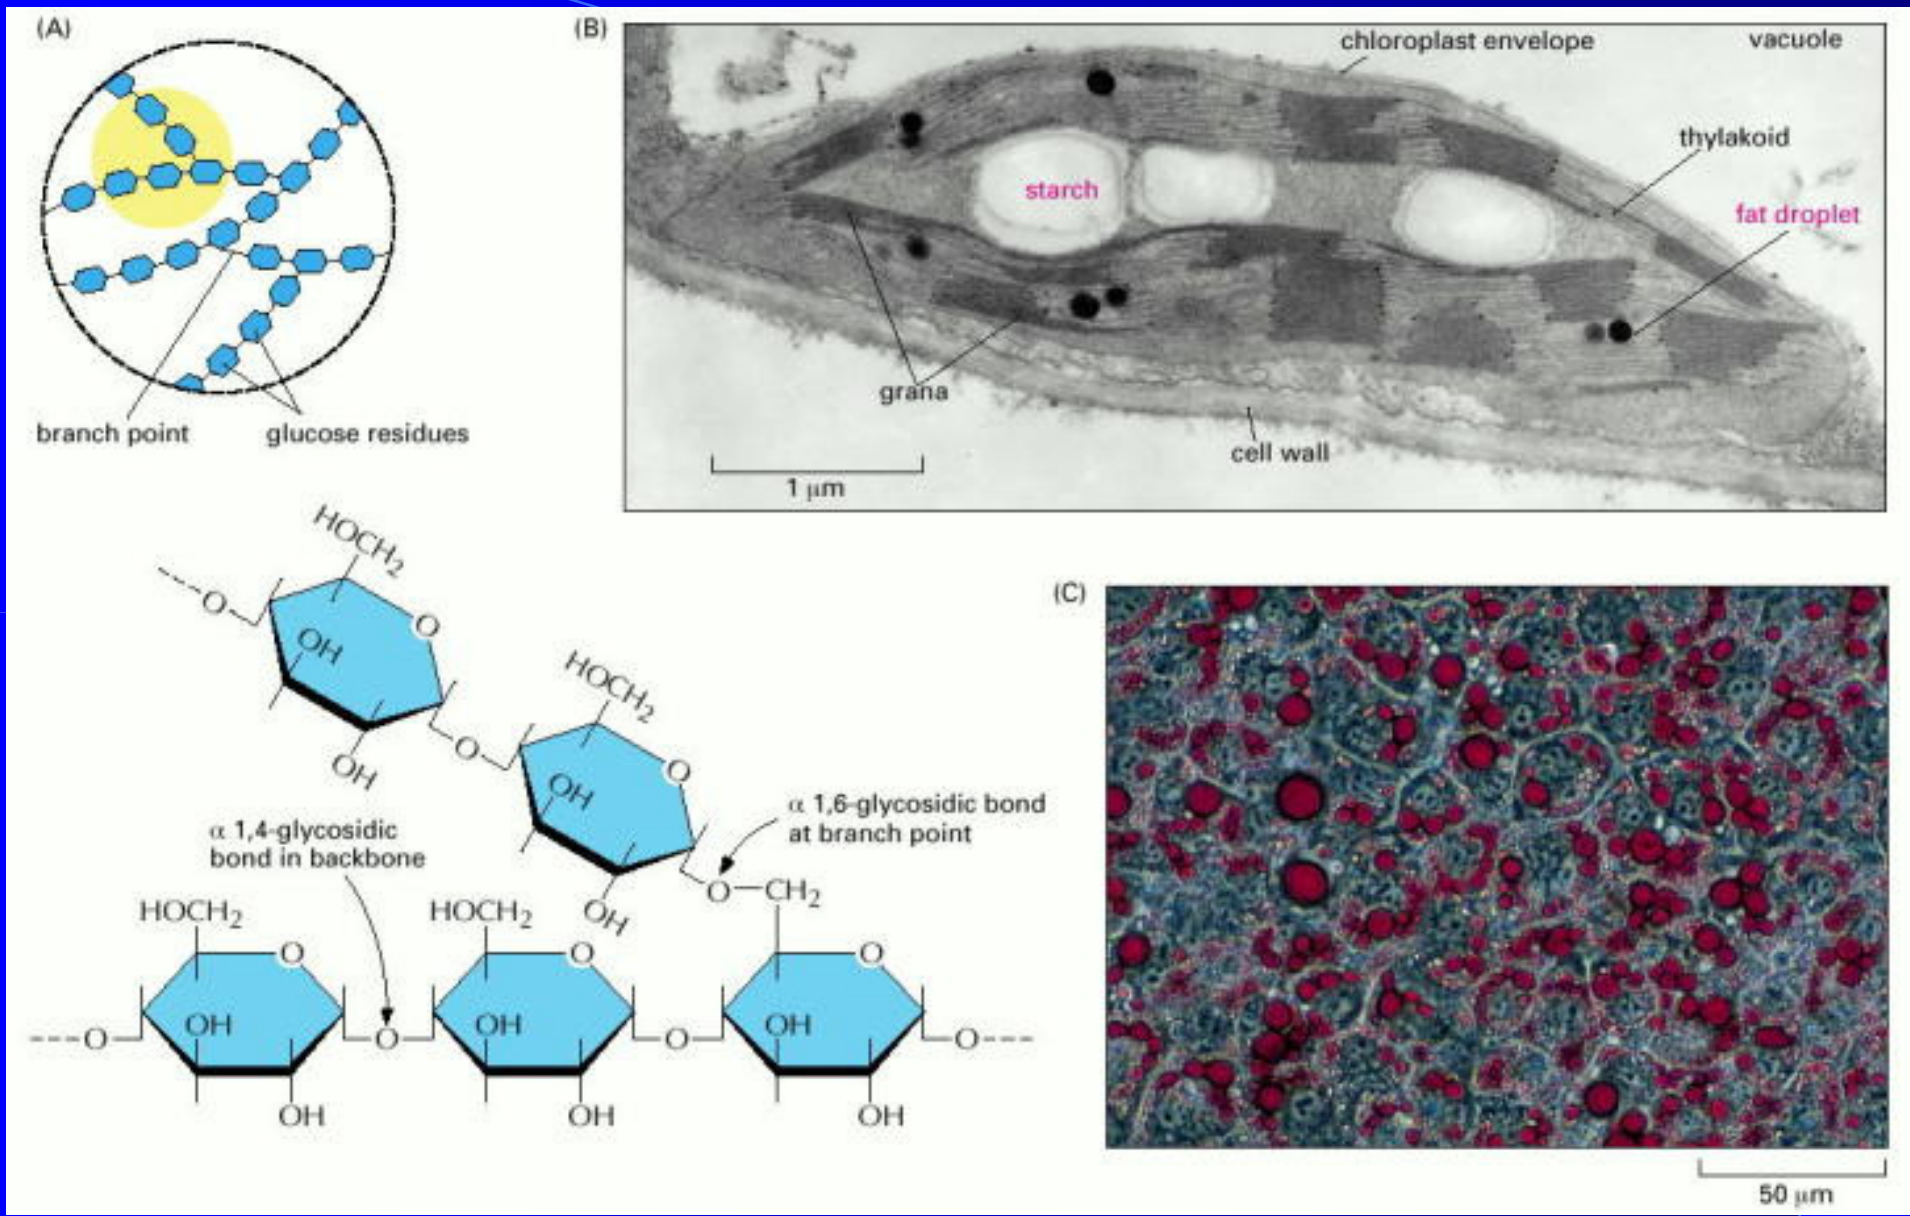 (A)
branch point
glucose residues
(B)
chloroplast envelope
vacuole
thylakoid
starch
fat droplet
grana
cell wall
1 μm
HOCH₂
O
O
OH
OH
O
HOCH₂
O
OH
OH
α 1,6-glycosidic bond
at branch point
O
CH₂
α 1,4-glycosidic
bond in backbone
HOCH₂
HOCH₂
O
O
O
OH
OH
OH
O
O
O
O
OH
OH
OH
(C)
50 μm